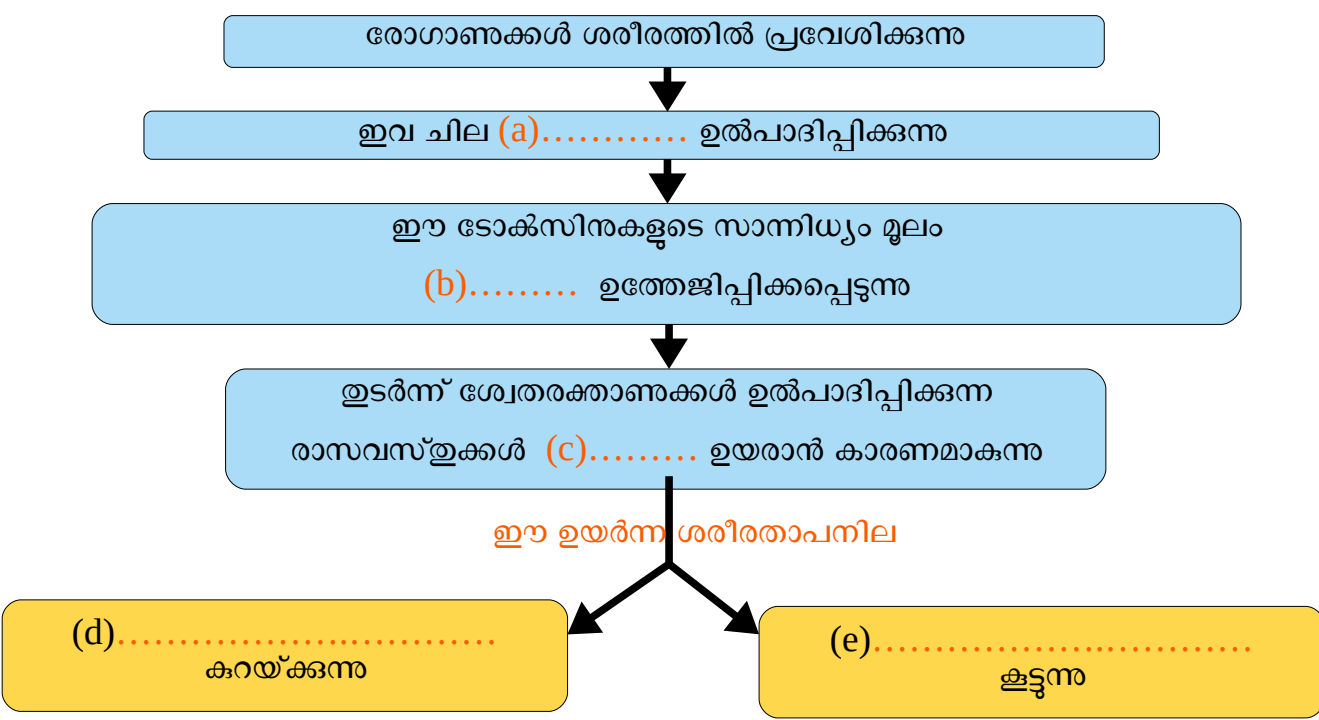 രോഗാണുക്കൾ ശരീരത്തിൽ പ്രവേശിക്കുന്നു
ഇവ ചില (a)………… ഉൽപാദിപ്പിക്കുന്നു
ഈ ടോക്സിനുകളുടെ സാന്നിധ്യം മൂലം
(b)……… ഉത്തേജിപ്പിക്കപ്പെടുന്നു
തുടർന്ന് ശ്വേതരക്താണുക്കൾ ഉൽപാദിപ്പിക്കുന്ന
രാസവസ്തുക്കൾ (c)……… ഉയരാൻ കാരണമാകുന്നു
ഈ ഉയർന്ന ശരീരതാപനില
(d)………………..…………
കുറയ്ക്കുന്നു
(e)………………..…………
കൂട്ടുന്നു